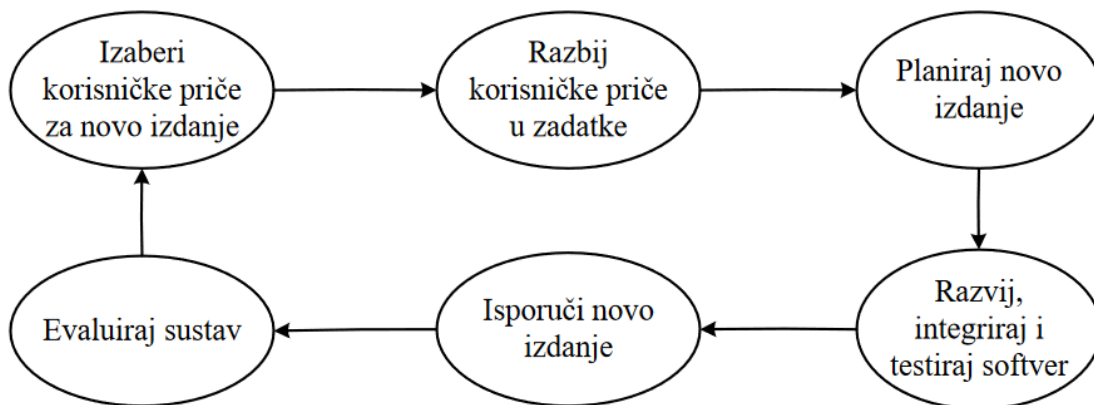 Izaberi
korisničke priče
za novo izdanje
Razbij
korisničke priče
u zadatke
Planiraj novo
izdanje
Razvij,
integriraj i
testiraj softver
Isporuči novo
izdanje
Evaluiraj sustav